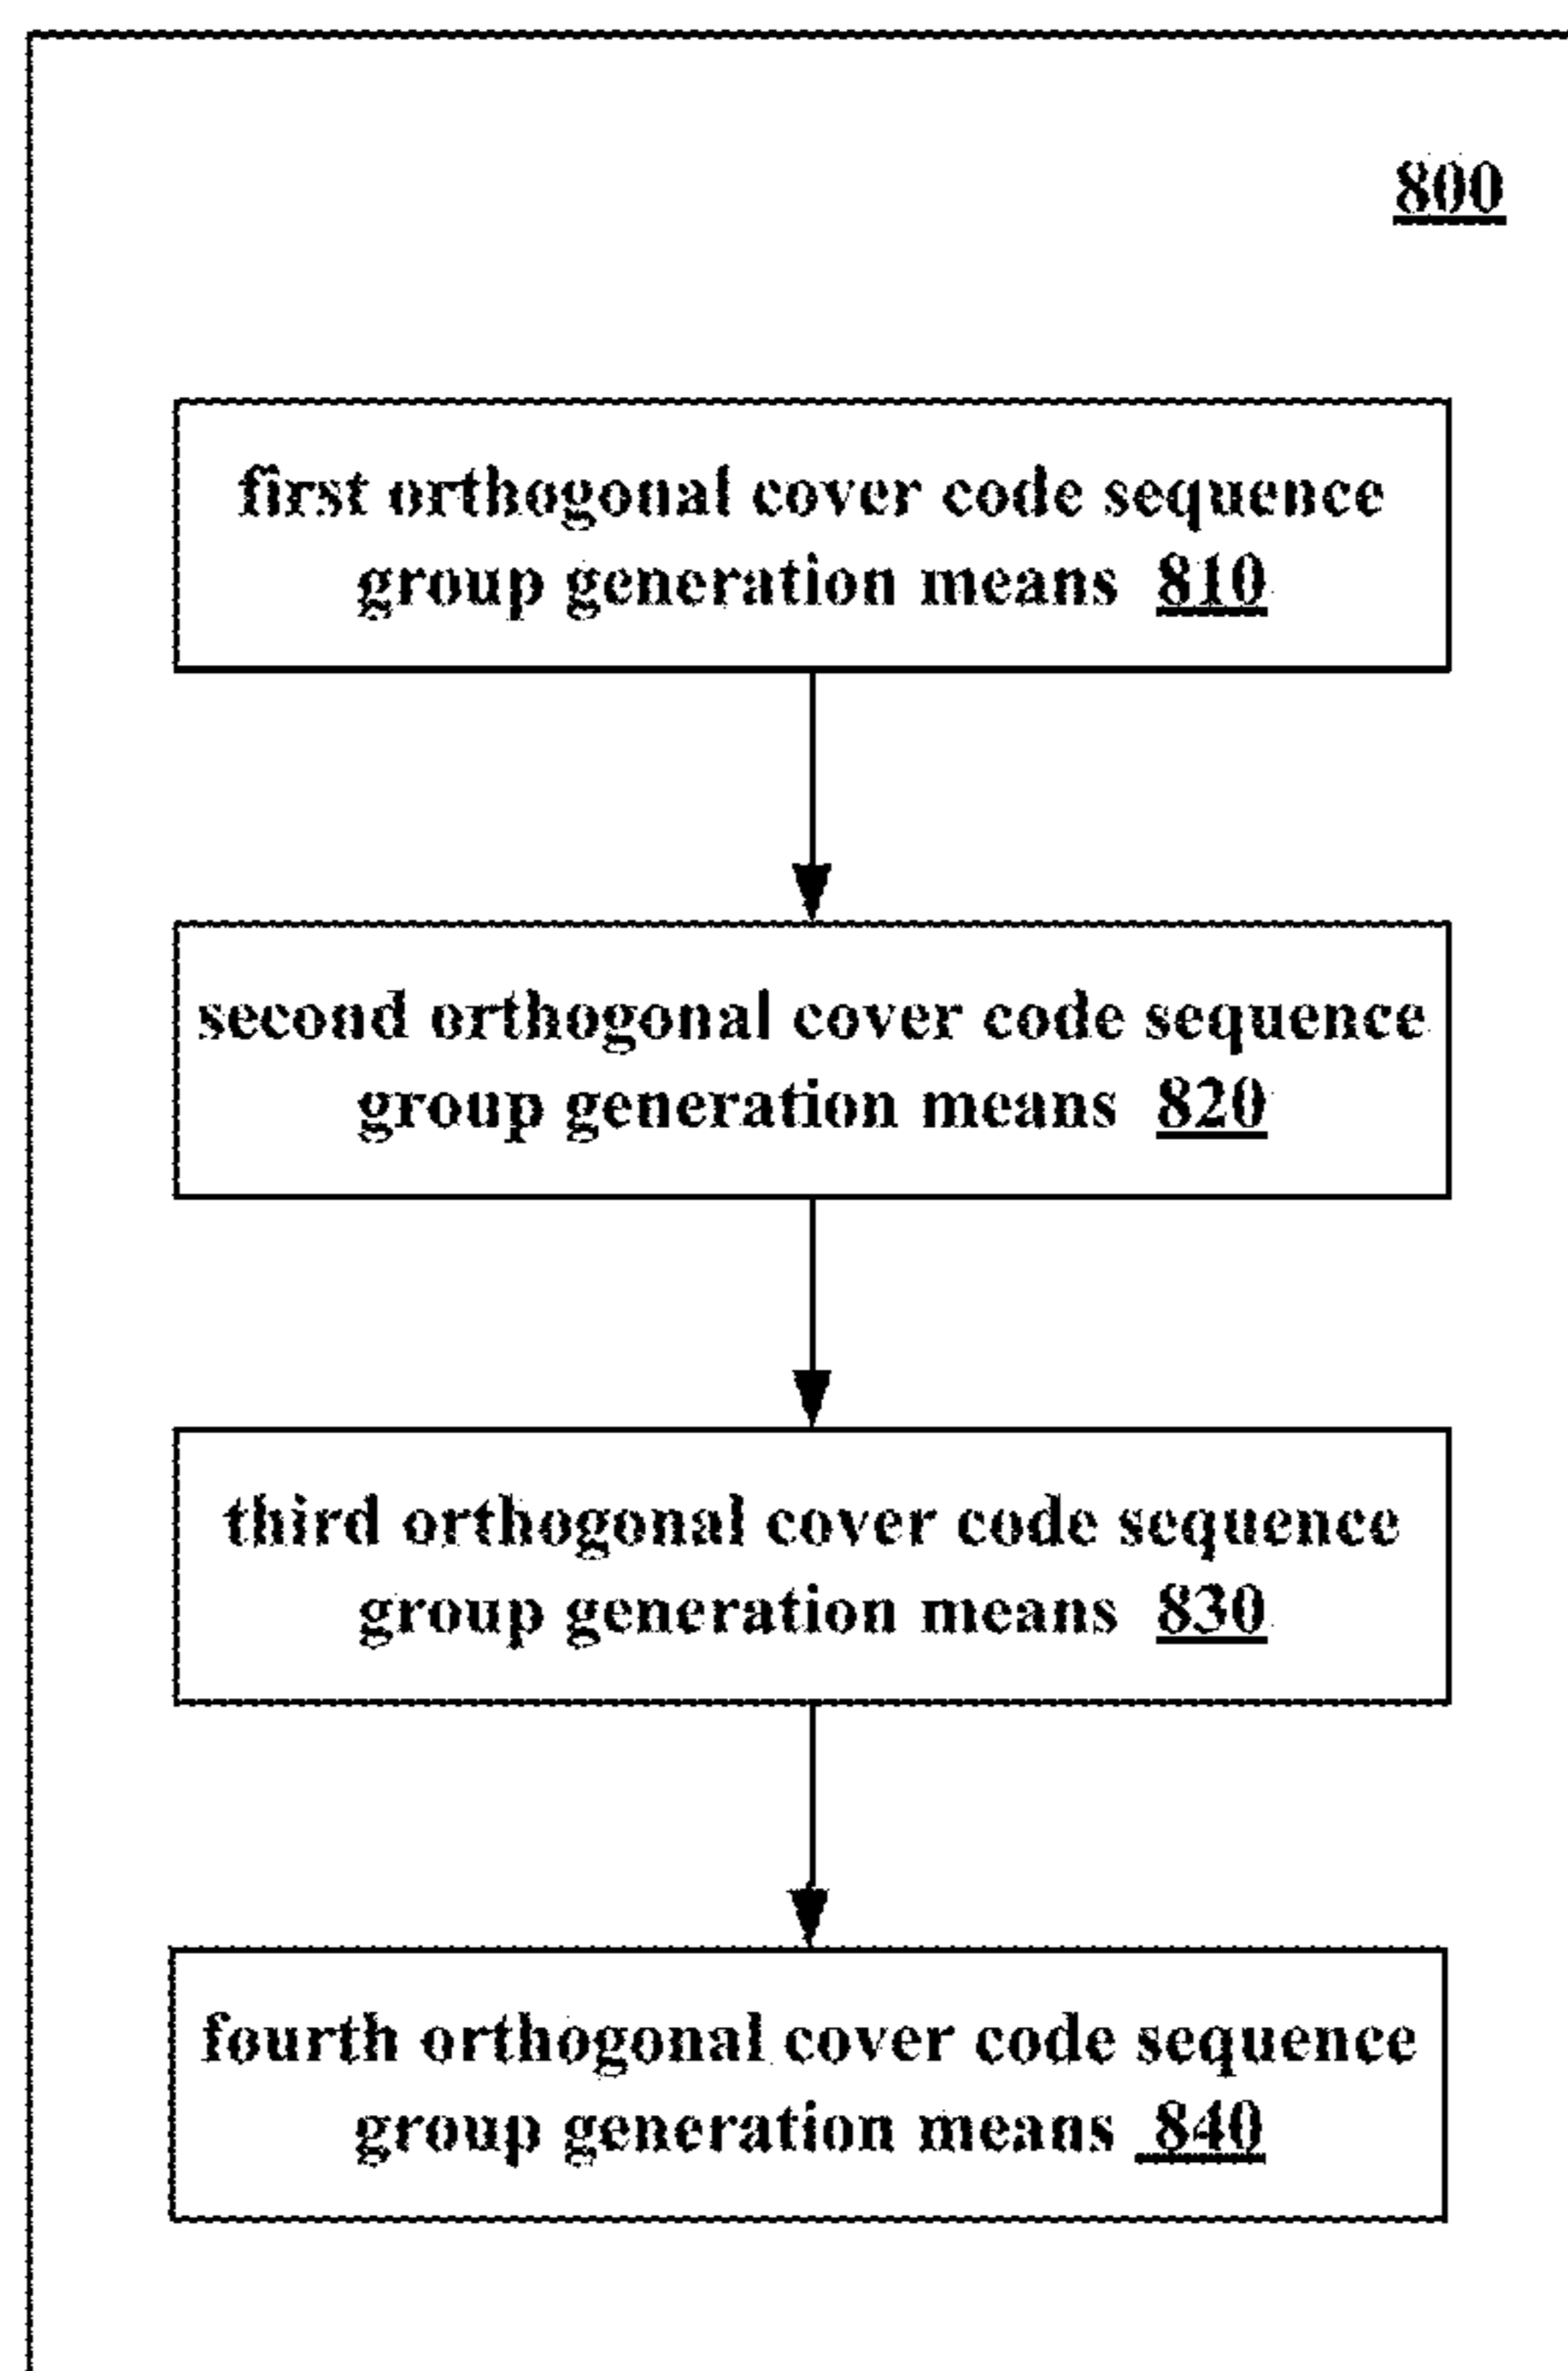 800
first orthogonal cover code sequence
group generation means 810
second orthogonal cover code sequence
group generation means 820
third orthogonal cover code sequence
group generation means 830
fourth orthogonal cover code sequence
group generation means 840